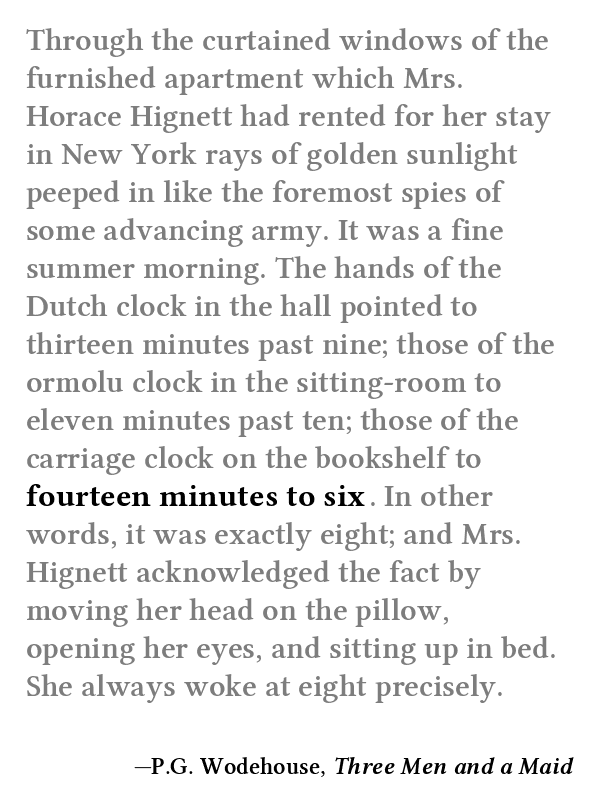 Through the curtained windows of the
furnished apartment which Mrs.
Horace Hignett had rented for her stay
in New York rays of golden sunlight
peeped in like the foremost spies of
some advancing army. It was a fine
summer morning. The hands of the
Dutch clock in the hall pointed to
thirteen minutes past nine; those of the
ormolu clock in the sitting-room to
eleven minutes past ten; those of the
carriage clock on the bookshelf to
fourteen minutes to six. In other
words, it was exactly eight; and Mrs.
Hignett acknowledged the fact by
moving her head on the pillow,
opening her eyes, and sitting up in bed.
She always woke at eight precisely.
—P.G. Wodehouse, Three Men and a Maid